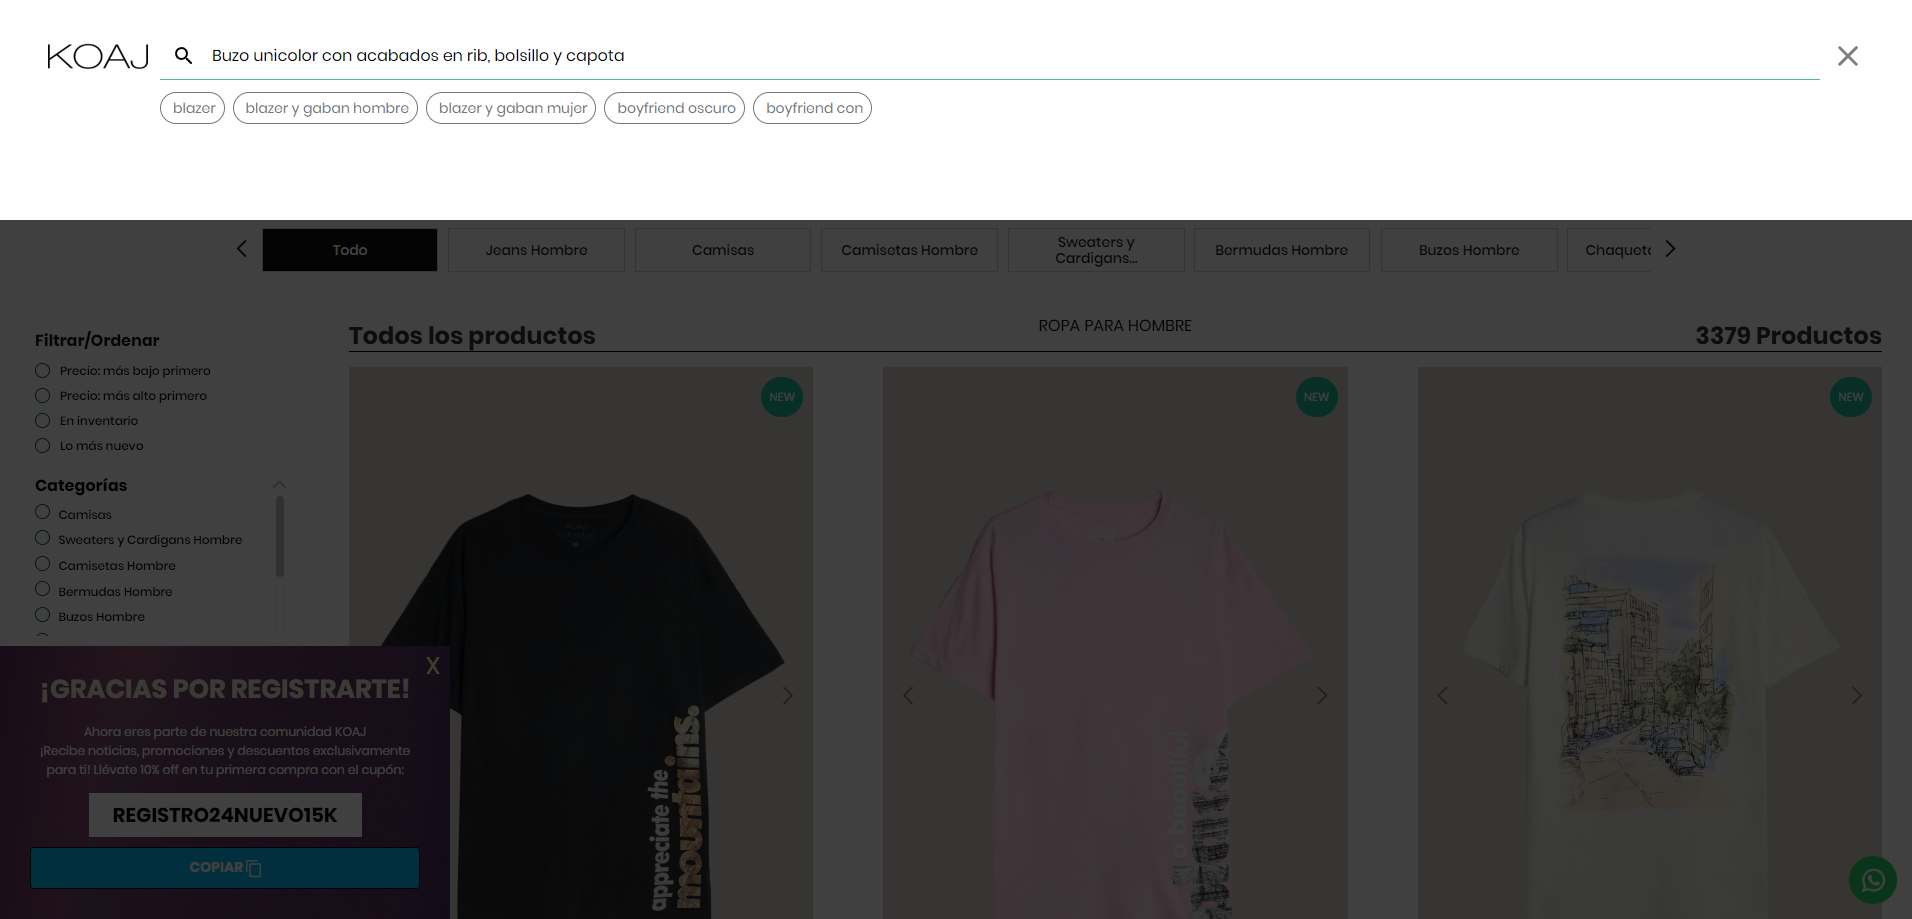 KOAJ
Buzo unicolor con acabados en rib, bolsillo y capota
blazer
blazer y gaban hombre
blazer y gaban mujer
boyfriend oscuro
boyfriend con
Todo
Jeans Hombre
Camisas
Camisetas Hombre
Sweaters y
Cardigans...
Bermudas Hombre
Buzos Hombre
Filtrar/Ordenar
Precio: más bajo primero
Precio: más alto primero
En inventario
Lo más nuevo
Categorías
Camisas
Sweaters y Cardigans Hombre
Camisetas Hombre
Bermudas Hombre
Buzos Hombre
Todos los productos
ROPA PARA HOMBRE
3379 Productos
NEW
NEW
NEW
KOAJ
appreciate the
mountains.
a beautiful
X
¡GRACIAS POR REGISTRARTE!
Ahora eres parte de nuestra comunidad KOAJ
¡Recibe noticias, promociones y descuentos exclusivamente
para ti! Llévate 10% off en tu primera compra con el cupón:
REGISTRO24NUEVO15K
COPIAR